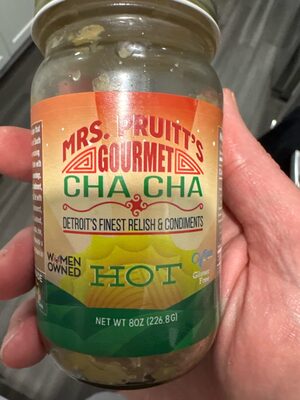 MRS. PRUITT'S
GOURMET
CHA CHA
DETROIT'S FINEST RELISH & CONDIMENTS
WOMEN
OWNED
HOT
Gluten
Free
NET WT 8OZ (226.8G)